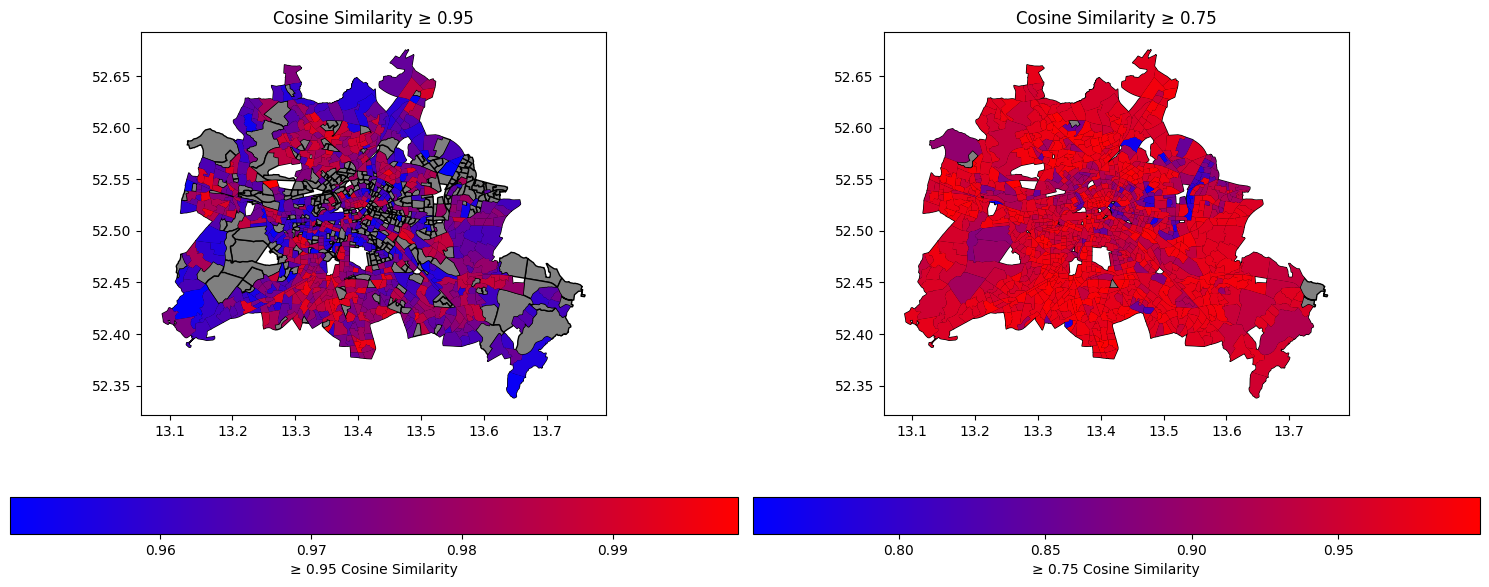 Cosine Similarity ≥ 0.95
52.65
52.60
52.55
52.50
52.45
52.40
52.35
13.1 13.2 13.3 13.4 13.5 13.6 13.7
0.96 0.97 0.98 0.99
≥ 0.95 Cosine Similarity
Cosine Similarity ≥ 0.75
52.65
52.60
52.55
52.50
52.45
52.40
52.35
13.1 13.2 13.3 13.4 13.5 13.6 13.7
0.80 0.85 0.90 0.95
≥ 0.75 Cosine Similarity